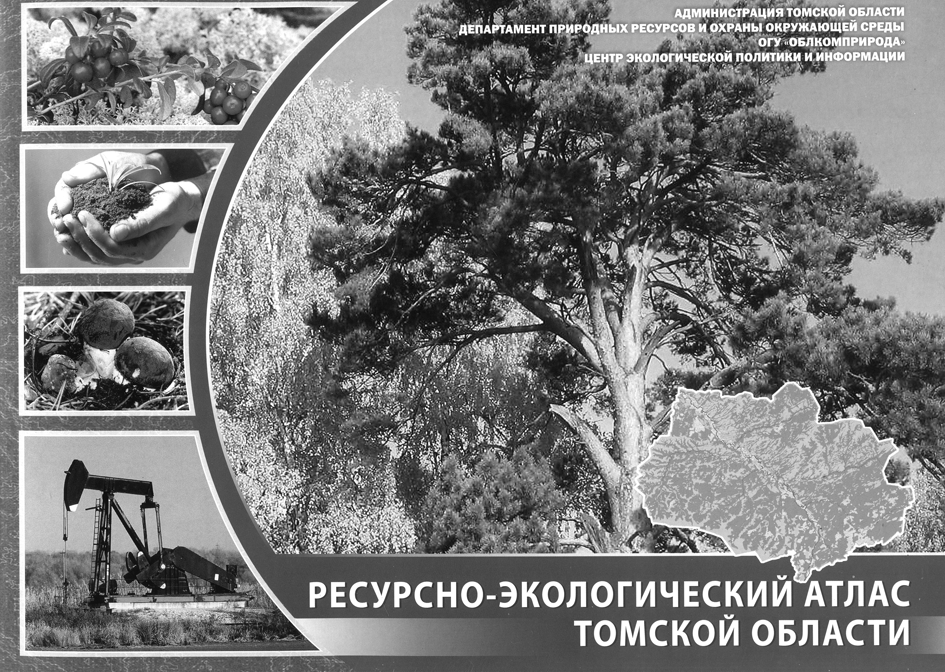 АДМИНИСТРАЦИЯ ТОМСКОЙ ОБЛАСТИ
ДЕПАРТАМЕНТ ПРИРОДНЫХ РЕСУРСОВ И ОХРАНЫ ОКРУЖАЮЩЕЙ СРЕДЫ
ОГУ «ОБЛКОМПРИРОДА»
ЦЕНТР ЭКОЛОГИЧЕСКОЙ ПОЛИТИКИ И ИНФОРМАЦИИ
РЕСУРСНО-ЭКОЛОГИЧЕСКИЙ АТЛАС
ТОМСКОЙ ОБЛАСТИ